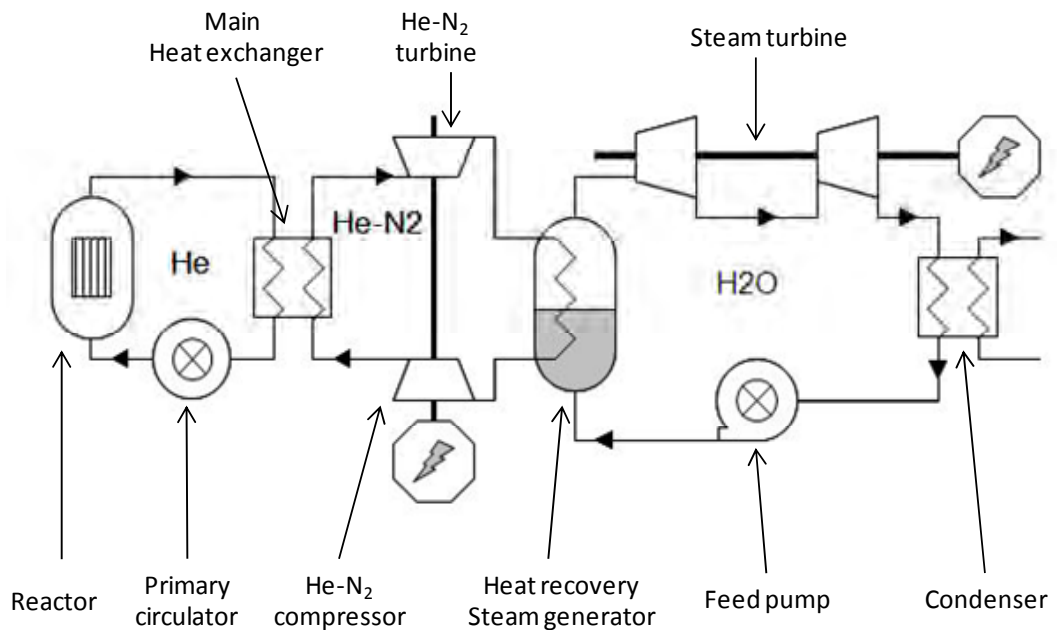 Main
Heat exchanger
He-N₂
turbine
Steam turbine
He
He-N2
H2O
Reactor
Primary
circulator
He-N₂
compressor
Heat recovery
Steam generator
Feed pump
Condenser